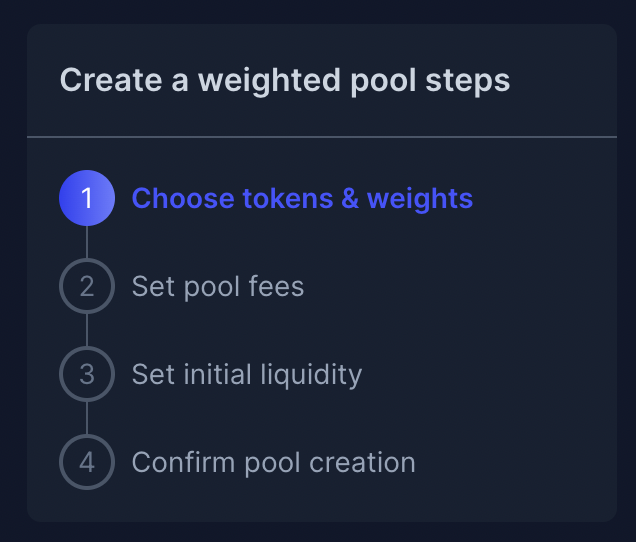 Create a weighted pool steps
1 Choose tokens & weights
2 Set pool fees
3 Set initial liquidity
4 Confirm pool creation